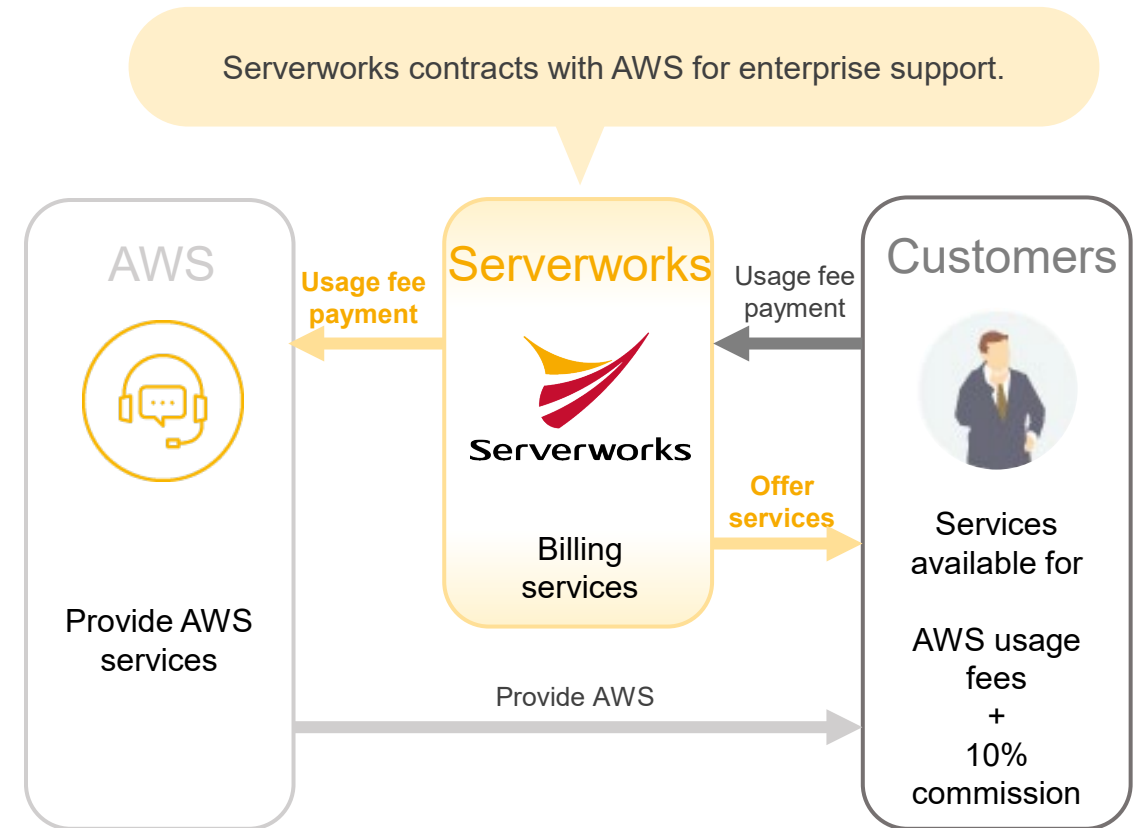 Serverworks contracts with AWS for enterprise support.
AWS
Provide AWS
services
Usage fee
payment
Serverworks
Serverworks
Billing
services
Usage fee
payment
Offer
services
Customers
Services
available for
AWS usage
fees
+
10%
commission
Provide AWS